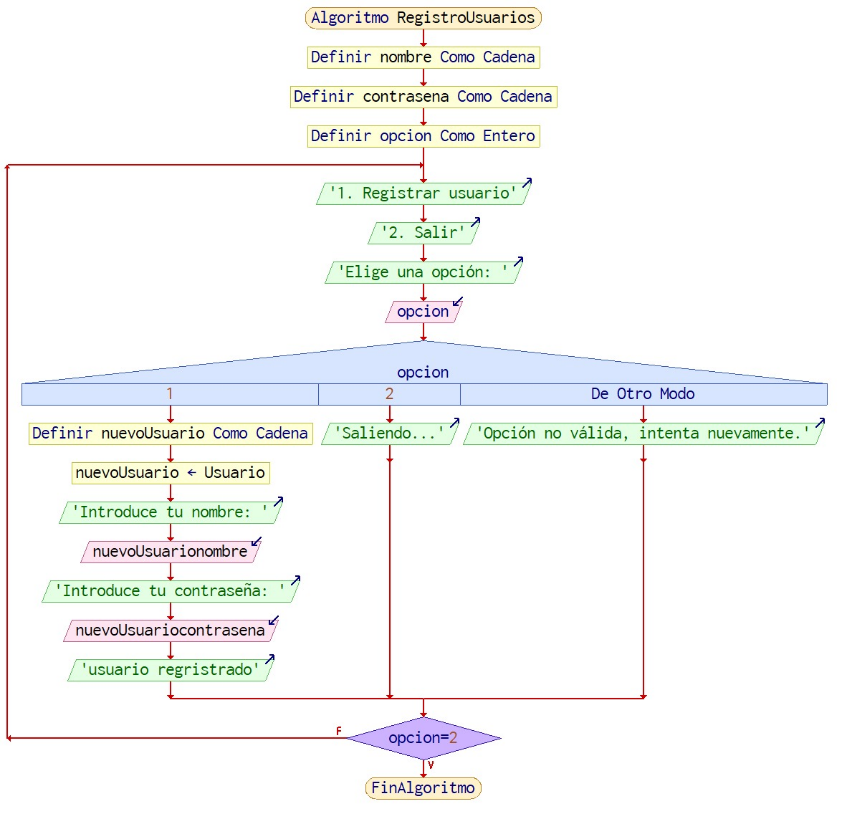 Algoritmo RegistroUsuarios
Definir nombre Como Cadena
Definir contrasena Como Cadena
Definir opcion Como Entero
'1. Registrar usuario'
'2. Salir'
'Elige una opción: '
opcion
opcion
1
2
De Otro Modo
Definir nuevoUsuario Como Cadena
'Saliendo...'
'Opción no válida, intenta nuevamente.'
nuevoUsuario ← Usuario
'Introduce tu nombre: '
nuevoUsuarionombre
'Introduce tu contraseña: '
nuevoUsuariocontrasena
'usuario regristrado'
F
opcion=2
V
FinAlgoritmo